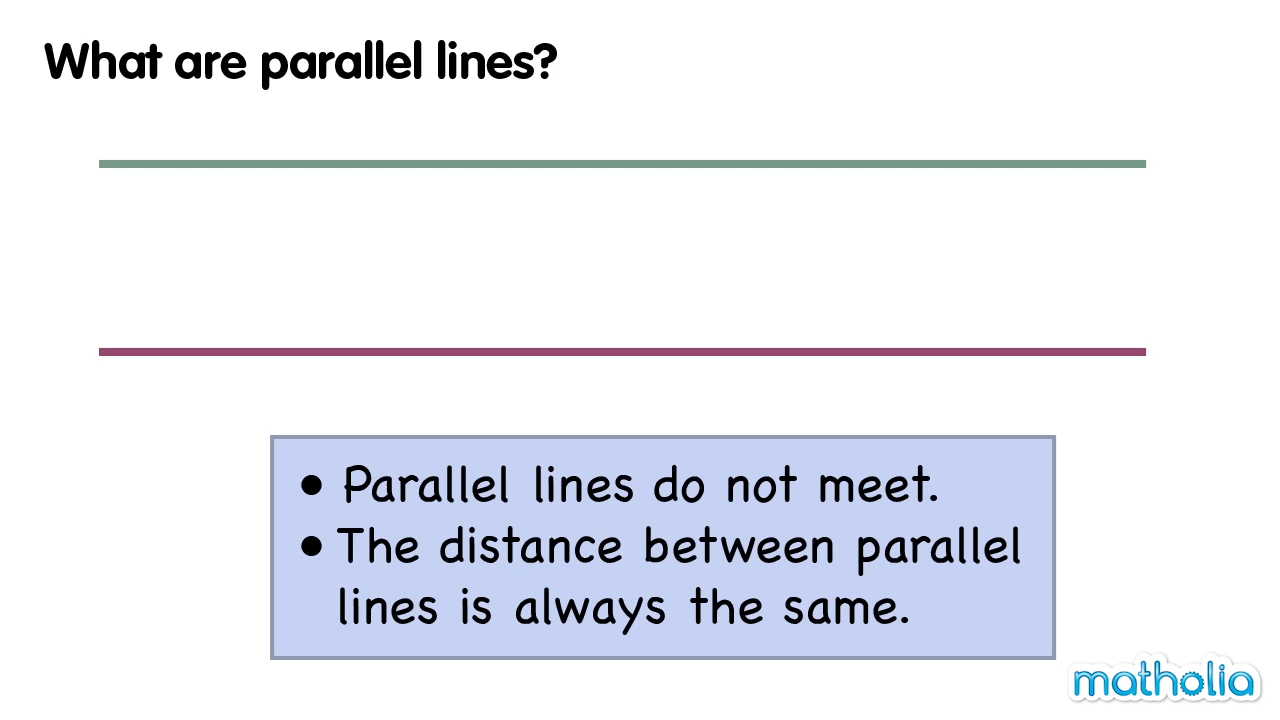 What are parallel lines?
• Parallel lines do not meet.
• The distance between parallel
lines is always the same.
matholia